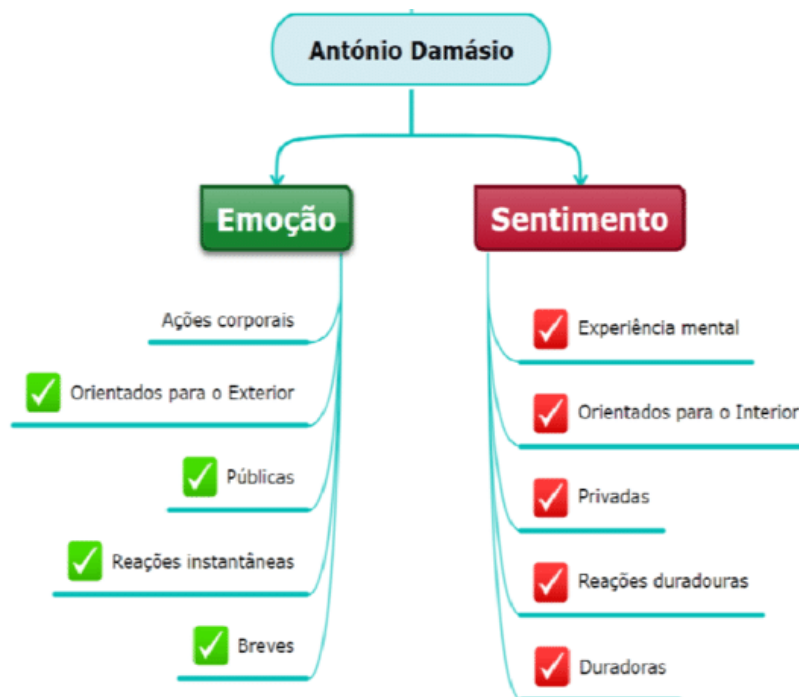 António Damásio
Emoção
Sentimento
Ações corporais
Orientados para o Exterior
Públicas
Reações instantâneas
Breves
Experiência mental
Orientados para o Interior
Privadas
Reações duradouras
Duradoras